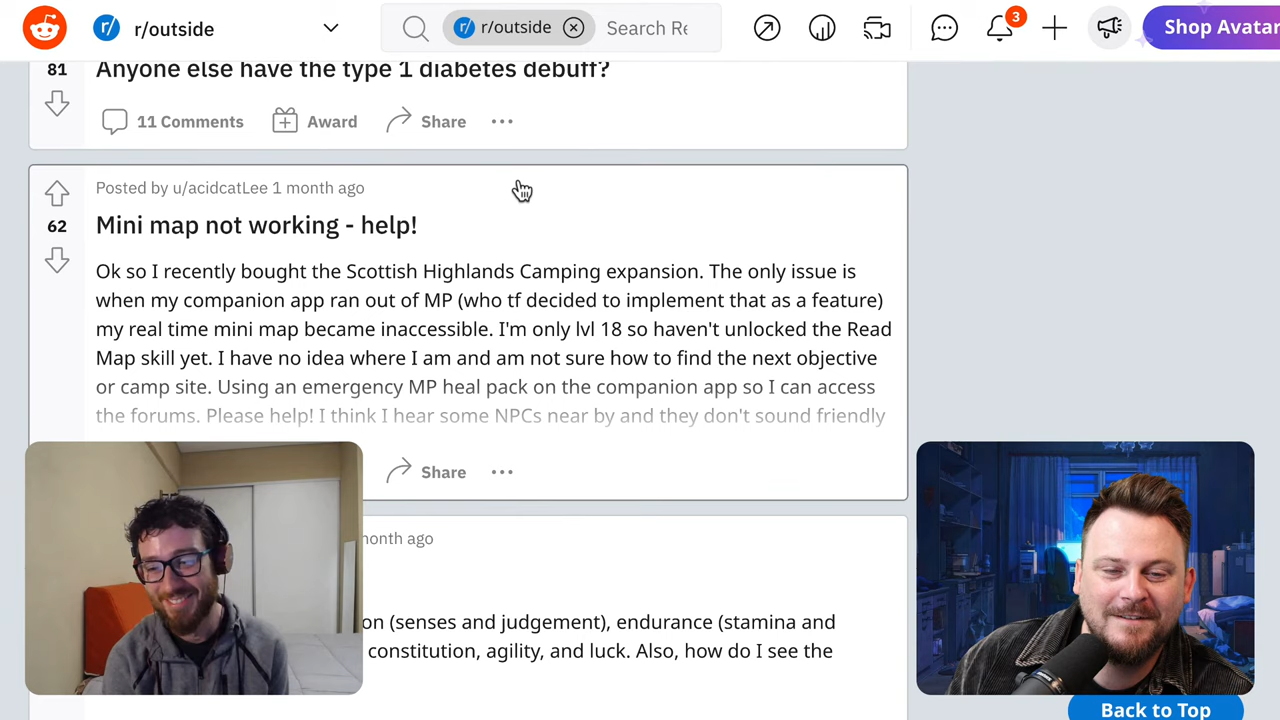 r/ r/outside
r/ r/outside Search Re
3
Shop Avatar
81
Anyone else have the type 1 diabetes debuff?
11 Comments Award Share
Posted by u/acidcatLee 1 month ago
62
Mini map not working - help!
Ok so I recently bought the Scottish Highlands Camping expansion. The only issue is
when my companion app ran out of MP (who tf decided to implement that as a feature)
my real time mini map became inaccessible. I'm only lvl 18 so haven't unlocked the Read
Map skill yet. I have no idea where I am and am not sure how to find the next objective
or camp site. Using an emergency MP heal pack on the companion app so I can access
the forums. Please help! I think I hear some NPCs near by and they don't sound friendly
Share
month ago
on (senses and judgement), endurance (stamina and
constitution, agility, and luck. Also, how do I see the
Back to Top